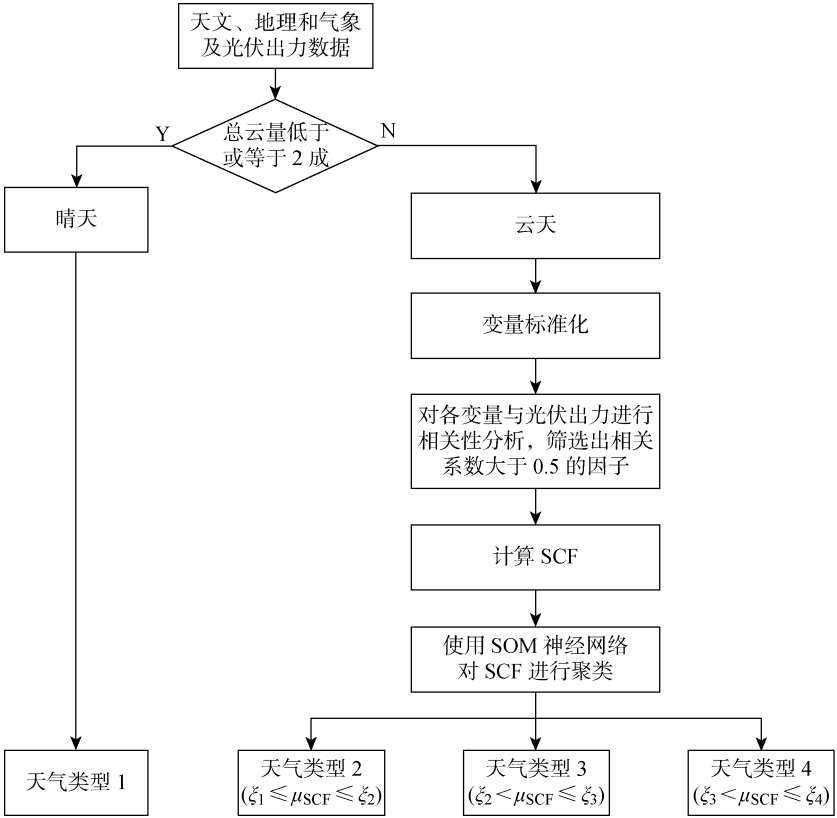 天文、地理和气象
及光伏出力数据
总云量低于
或等于 2 成
Y
N
晴天
云天
变量标准化
对各变量与光伏出力进行
相关性分析，筛选出相关
系数大于 0.5 的因子
计算 SCF
使用 SOM 神经网络
对 SCF 进行聚类
天气类型 1
天气类型 2
(ξ₁≤μSCF≤ξ₂)
天气类型 3
(ξ₂<μSCF≤ξ₃)
天气类型 4
(ξ₃<μSCF≤ξ₄)